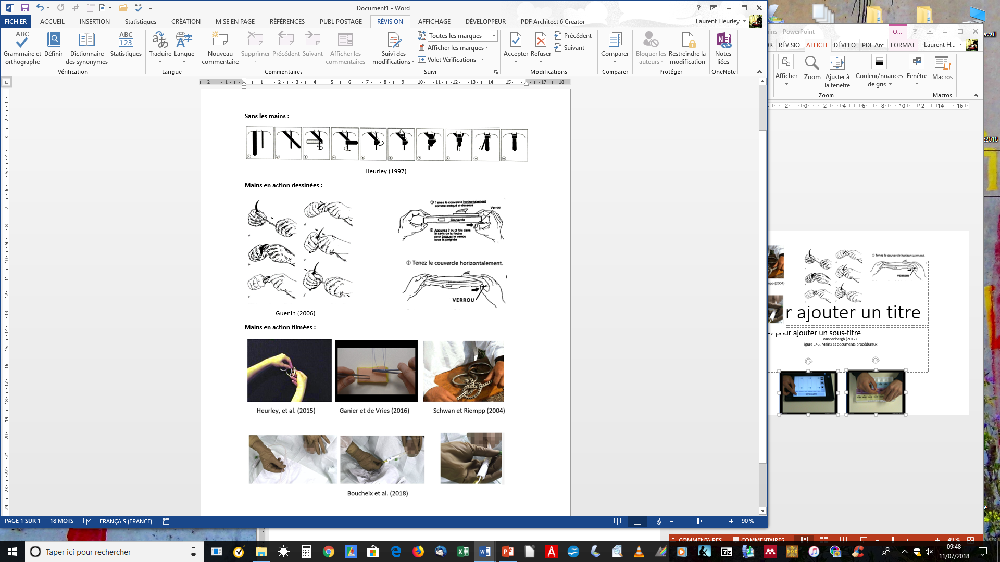 Document1 - Word
FICHIER
ACCUEIL
INSERTION
Statistiques
CRÉATION
MISE EN PAGE
RÉFÉRENCES
PUBLIPOSTAGE
RÉVISION
AFFICHAGE
DÉVELOPPEUR
PDF Architect 6 Creator
Laurent Heurley
Grammaire et orthographe
Définir
Dictionnaire des synonymes
Statistiques
Traduire
Langue
Nouveau commentaire
Supprimer
Précédent
Suivant
Afficher les commentaires
Suivi des modifications
Toutes les marques
Afficher les marques
Volet Vérifications
Accepter
Refuser
Précédent
Suivant
Comparer
Bloquer les auteurs
Restreindre la modification
Notes liées
Vérification
Langue
Commentaires
Suivi
Modifications
Comparer
Protéger
OneNote
Sans les mains :
Heurley (1997)
Mains en action dessinées :
① Tenez le couvercle horizontalement
comme indiqué ci-dessous
Verrou
Couvercle
② Appuyez 2 ou 3 fois dans
le sens de la flèche
pour bloquer le verrou
sous la poignée
① Tenez le couvercle horizontalement.
VERROU
Guenin (2006)
Mains en action filmées :
Heurley, et al. (2015)
Ganier et de Vries (2016)
Schwan et Riempp (2004)
Boucheix et al. (2018)
PAGE 1 SUR 1
18 MOTS
FRANÇAIS (FRANCE)
90 %
ains - PowerPoint
O...
OR
RÉVISIO
AFFICH
DÉVELO
PDF Arc
FORMAT
Laurent H...
Afficher
Zoom
Ajuster à la fenêtre
Couleur/nuances de gris
Fenêtre
Macros
Zoom
Macros
① Tenez le couvercle horizontalement.
VERROU
mpp (2004)
r ajouter un titre
ez pour ajouter un sous-titre
Vandenbergh (2012)
Figure 143. Mains et documents procéduraux
COMMENTAIRES
COMMENTAIRES
49 %
avail
t2018
Taper ici pour rechercher
09:48
11/07/2018